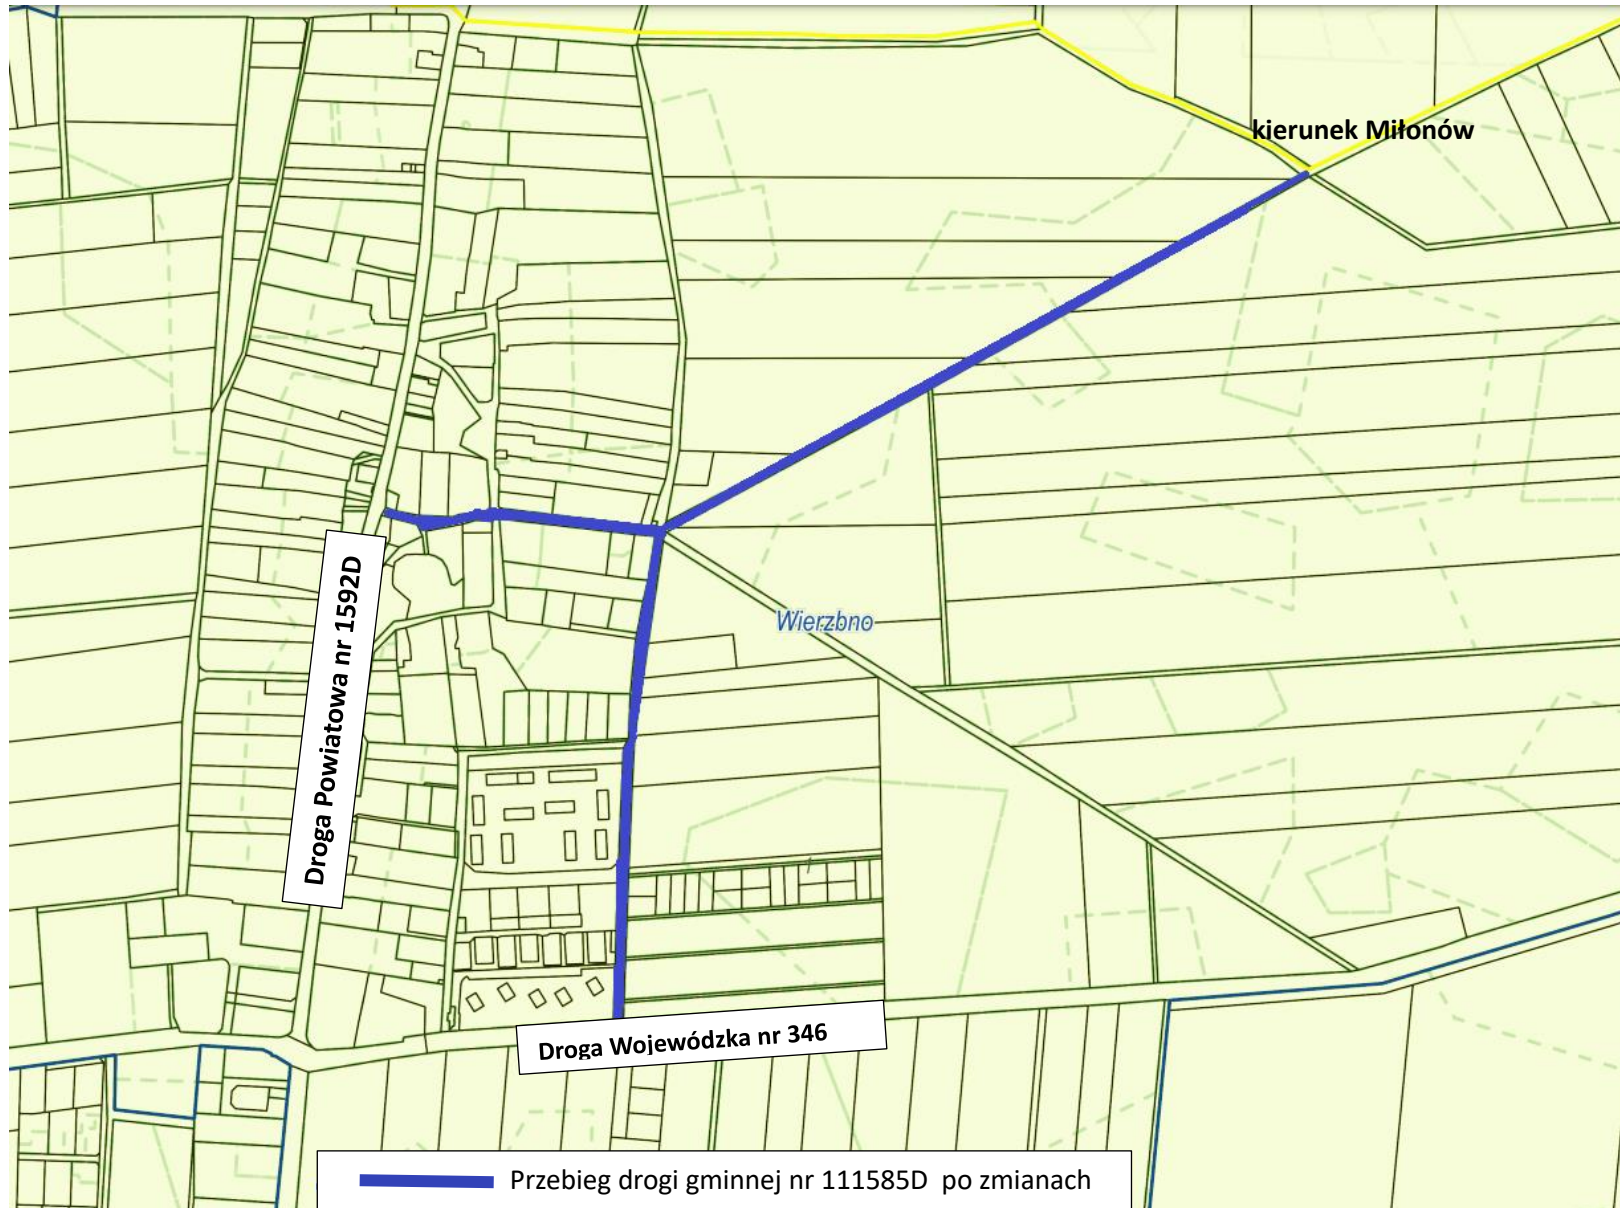 kierunek Miłonów
Droga Powiatowa nr 1592D
Wierzbno
Droga Wojewódzka nr 346
Przebieg drogi gminnej nr 111585D po zmianach